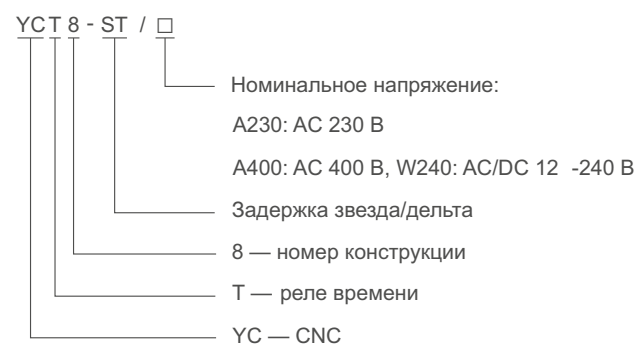 YCT8-ST / □
Номинальное напряжение:
A230: AC 230 В
A400: AC 400 В, W240: AC/DC 12 -240 В
Задержка звезда/дельта
8 — номер конструкции
T — реле времени
YC — CNC